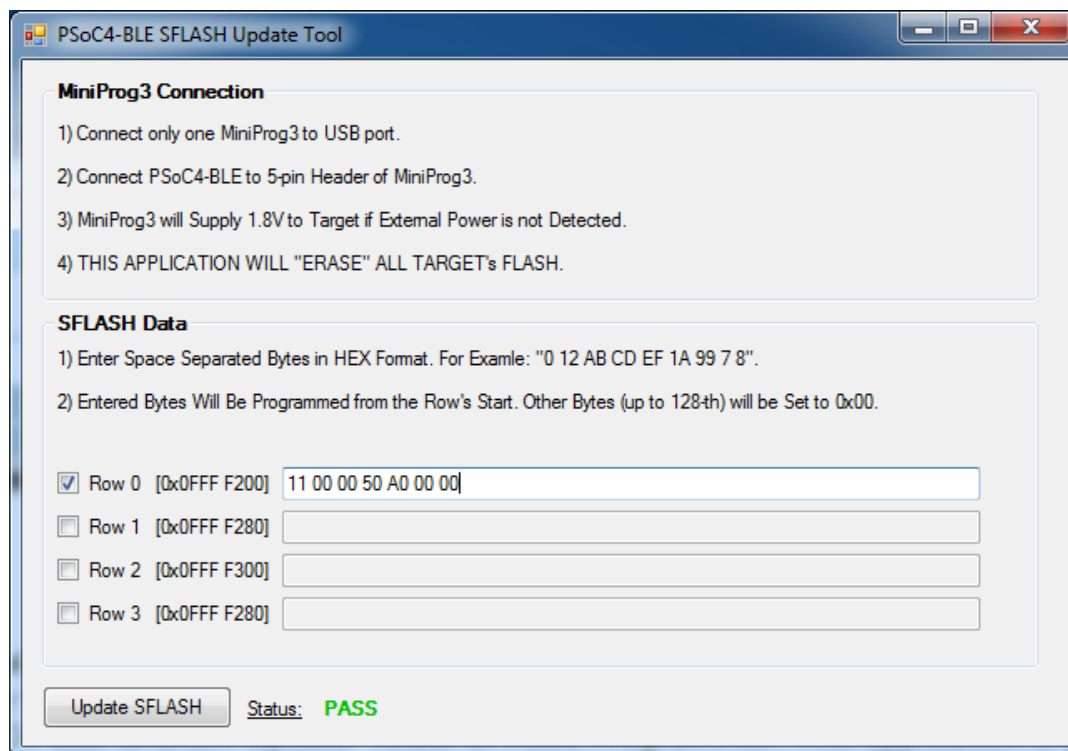 PSoC4-BLE SFLASH Update Tool
MiniProg3 Connection
1) Connect only one MiniProg3 to USB port.
2) Connect PSoC4-BLE to 5-pin Header of MiniProg3.
3) MiniProg3 will Supply 1.8V to Target if External Power is not Detected.
4) THIS APPLICATION WILL "ERASE" ALL TARGET's FLASH.
SFLASH Data
1) Enter Space Separated Bytes in HEX Format. For Examle: "0 12 AB CD EF 1A 99 7 8".
2) Entered Bytes Will Be Programmed from the Row's Start. Other Bytes (up to 128-th) will be Set to 0x00.
Row 0 [0x0FFF F200] 11 00 00 50 A0 00 00
Row 1 [0x0FFF F280]
Row 2 [0x0FFF F300]
Row 3 [0x0FFF F280]
Update SFLASH Status: PASS